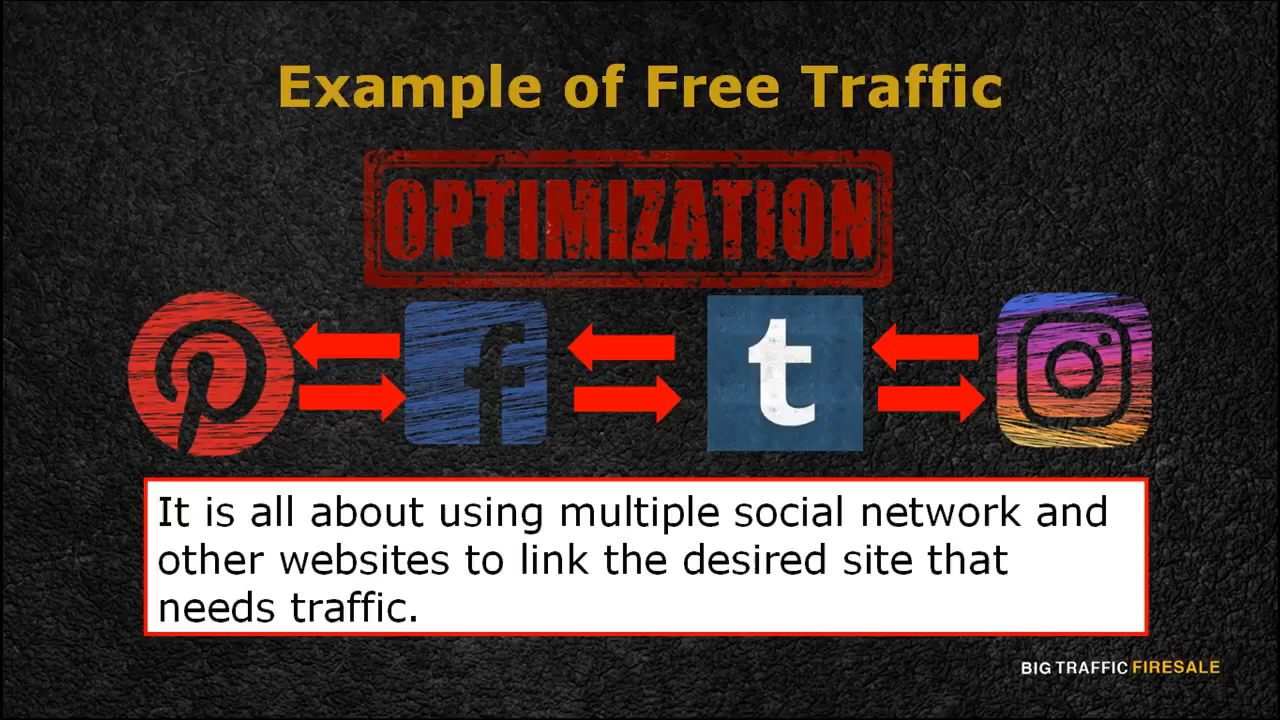 Example of Free Traffic
OPTIMIZATION
It is all about using multiple social network and
other websites to link the desired site that
needs traffic.
BIG TRAFFIC FIRESALE